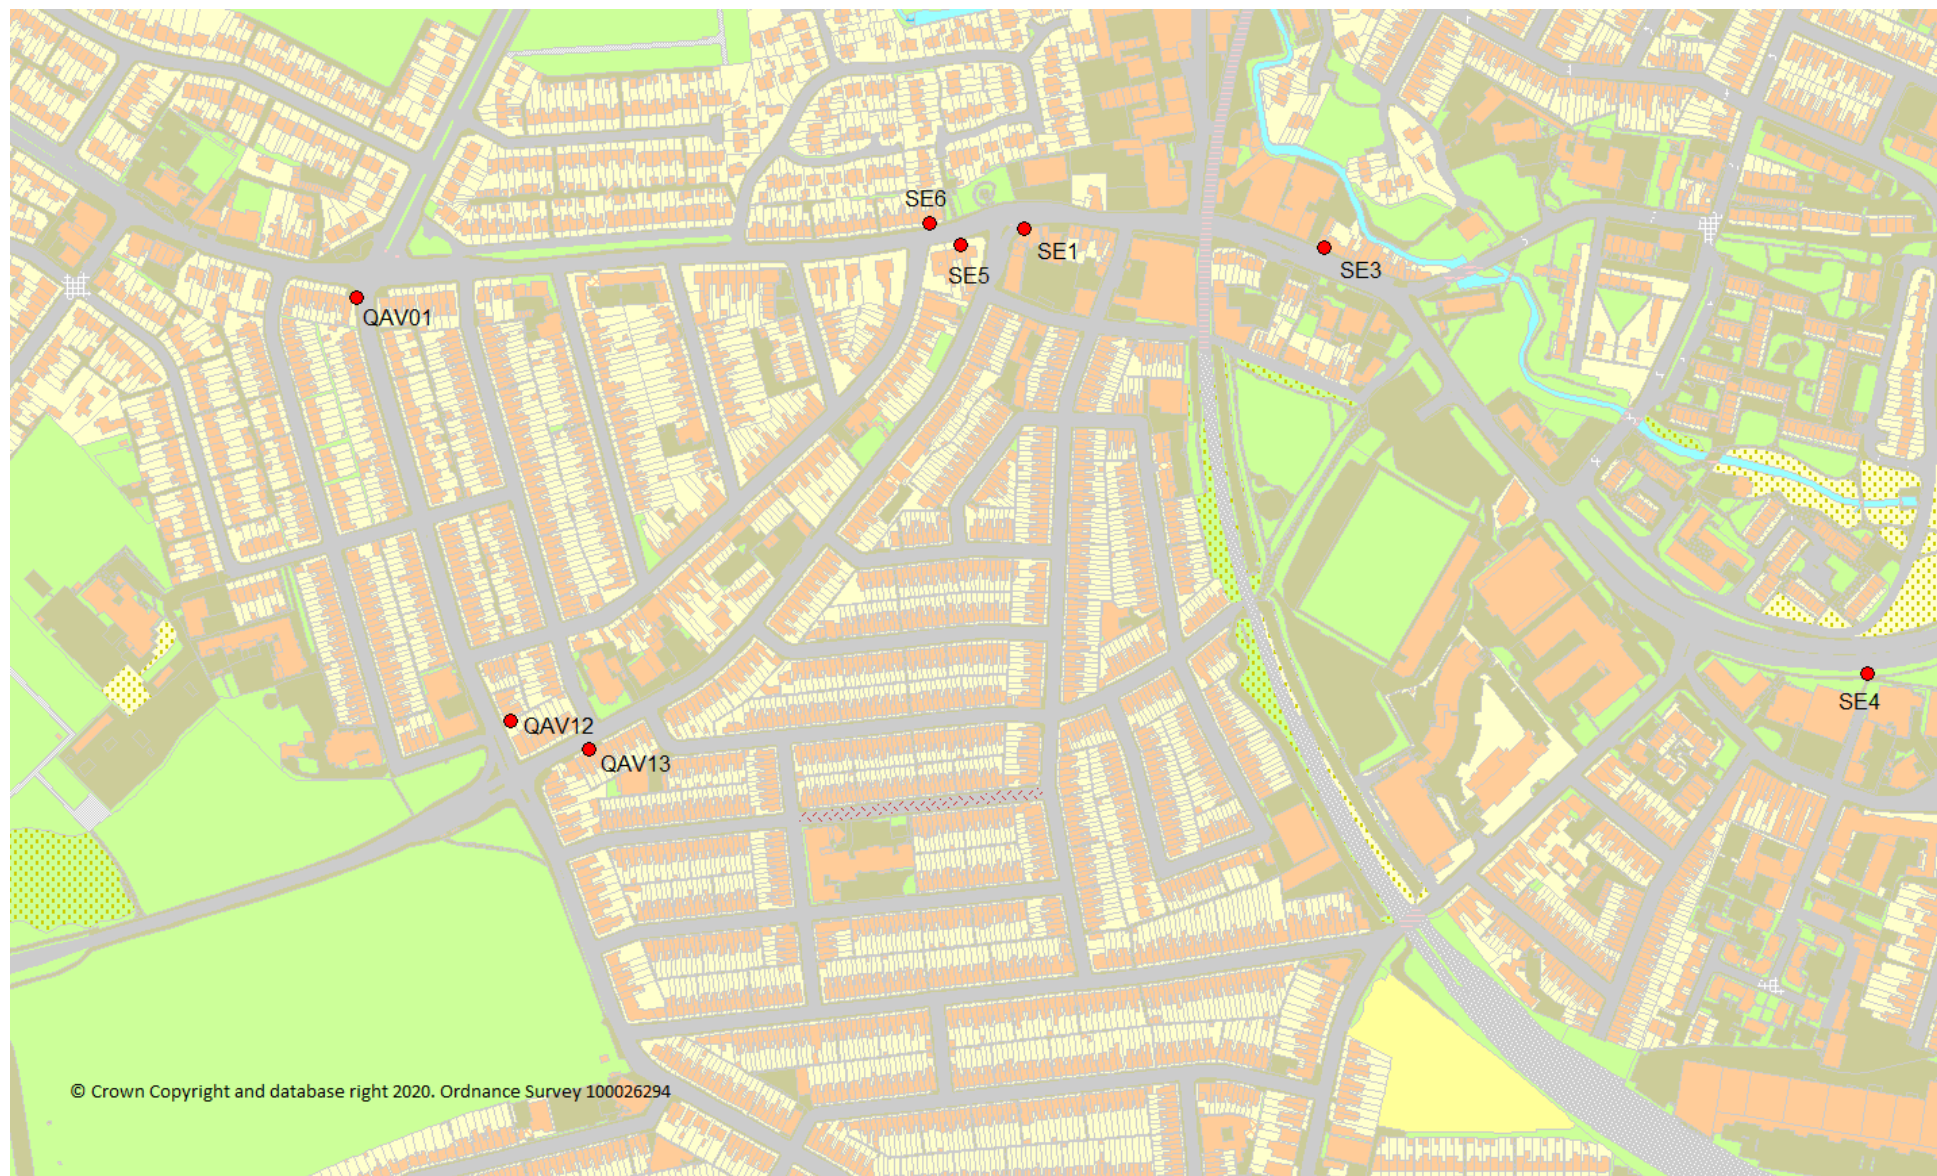 SE6
SE1
SE5
SE3
QAV01
SE4
QAV12
QAV13
© Crown Copyright and database right 2020. Ordnance Survey 100026294